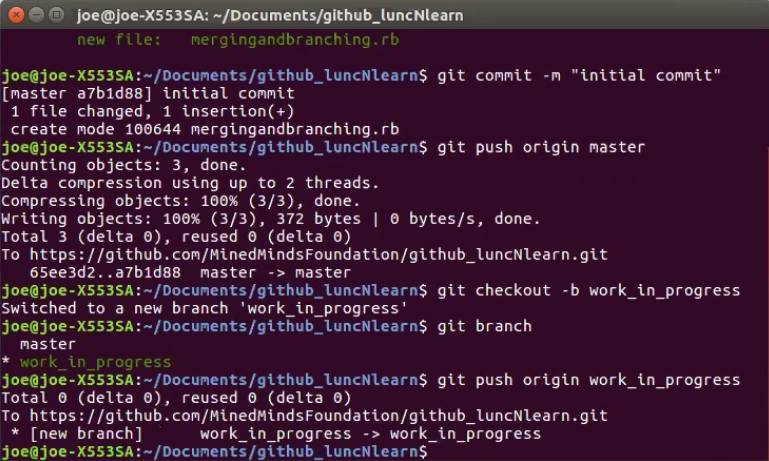 joe@joe-X553SA: ~/Documents/github_luncNlearn
new file:   mergingandbranching.rb
joe@joe-X553SA:~/Documents/github_luncNlearn$ git commit -m "initial commit"
[master a7b1d88] initial commit
 1 file changed, 1 insertion(+)
 create mode 100644 mergingandbranching.rb
joe@joe-X553SA:~/Documents/github_luncNlearn$ git push origin master
Counting objects: 3, done.
Delta compression using up to 2 threads.
Compressing objects: 100% (3/3), done.
Writing objects: 100% (3/3), 372 bytes | 0 bytes/s, done.
Total 3 (delta 0), reused 0 (delta 0)
To https://github.com/MinedMindsFoundation/github_luncNlearn.git
   65ee3d2..a7b1d88  master -> master
joe@joe-X553SA:~/Documents/github_luncNlearn$ git checkout -b work_in_progress
Switched to a new branch 'work_in_progress'
joe@joe-X553SA:~/Documents/github_luncNlearn$ git branch
  master
* work_in_progress
joe@joe-X553SA:~/Documents/github_luncNlearn$ git push origin work_in_progress
Total 0 (delta 0), reused 0 (delta 0)
To https://github.com/MinedMindsFoundation/github_luncNlearn.git
 * [new branch]      work_in_progress -> work_in_progress
joe@joe-X553SA:~/Documents/github_luncNlearn$